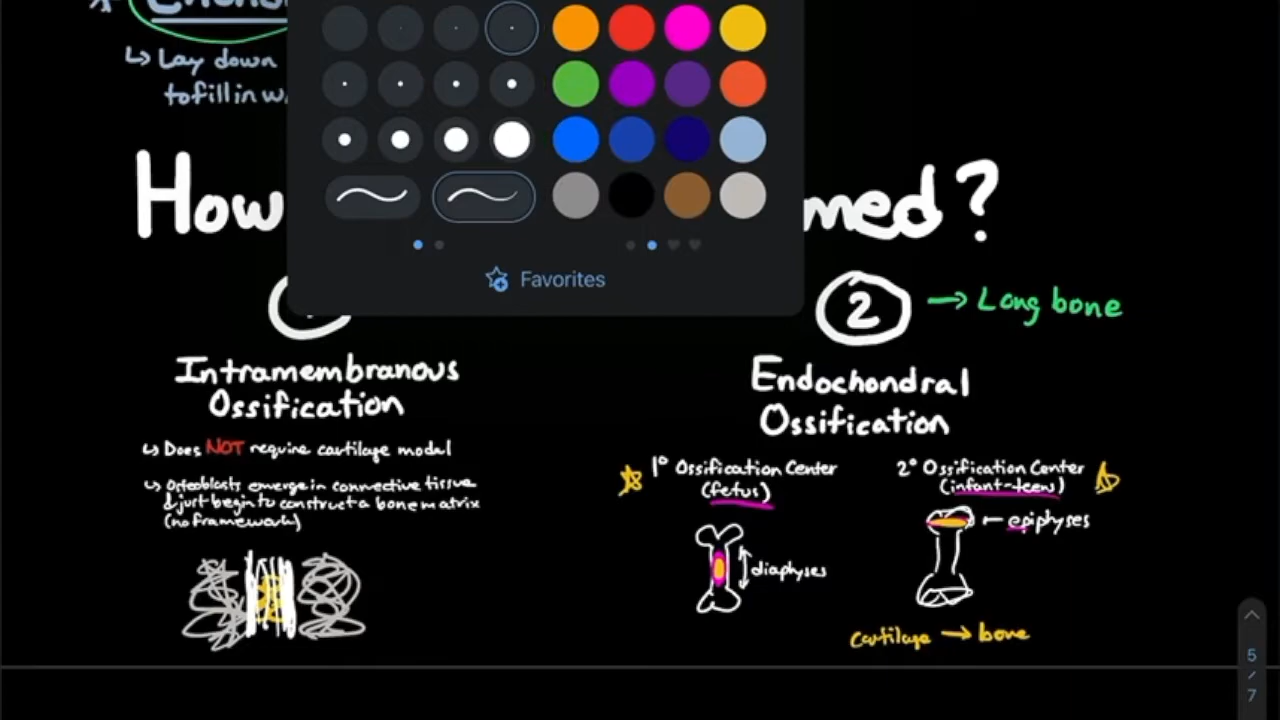 ↳ Lay down
to fill in w
How
med?
Favorites
2 → Long bone
Intramembranous
Ossification
↳ Does NOT require cartilage model
↳ Osteoblasts emerge in connective tissue
& just begin to construct a bone matrix
(no framework)
Endochondral
Ossification
1° Ossification Center
(fetus)
diaphyses
2° Ossification Center
(infant-teens)
← epiphyses
cartilage → bone
5
/
7